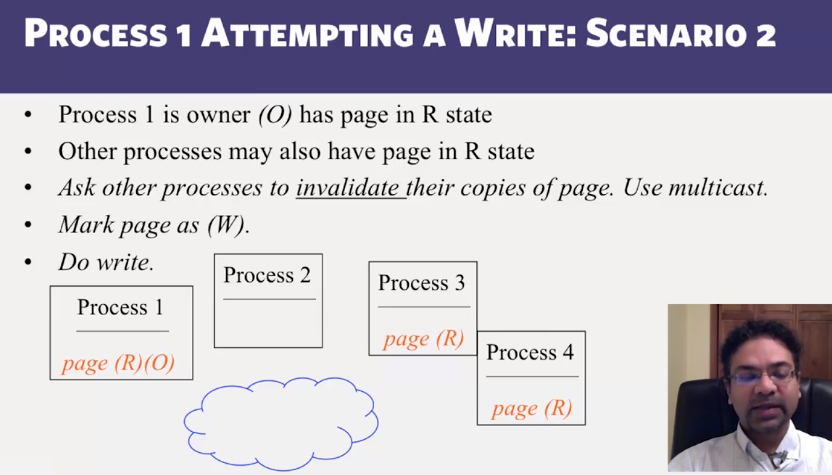 PROCESS 1 ATTEMPTING A WRITE: SCENARIO 2
• Process 1 is owner (O) has page in R state
• Other processes may also have page in R state
• Ask other processes to invalidate their copies of page. Use multicast.
• Mark page as (W).
• Do write.
Process 1
page (R)(O)
Process 2
Process 3
page (R)
Process 4
page (R)